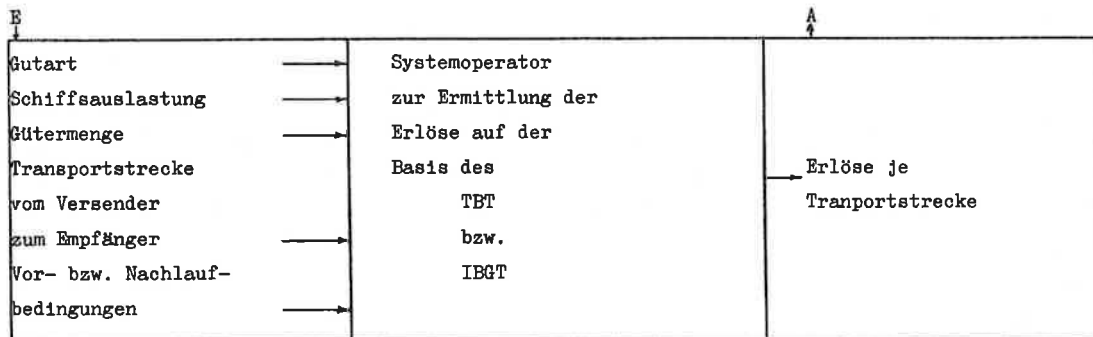 E
A
Gutart
Schiffsauslastung
Gütermenge
Transportstrecke
vom Versender
zum Empfänger
Vor- bzw. Nachlauf-
bedingungen
Systemoperator
zur Ermittlung der
Erlöse auf der
Basis des
TBT
bzw.
IBGT
Erlöse je
Tranportstrecke